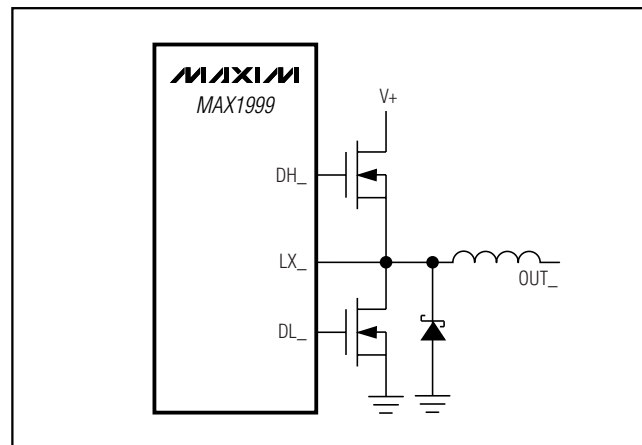 MAXIM
MAX1999
V+
DH_
LX_
OUT_
DL_